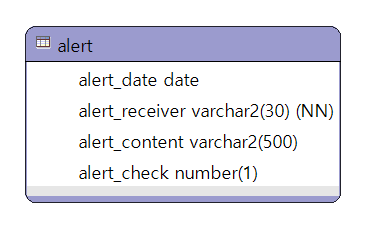 alert
alert_date date
alert_receiver varchar2(30) (NN)
alert_content varchar2(500)
alert_check number(1)